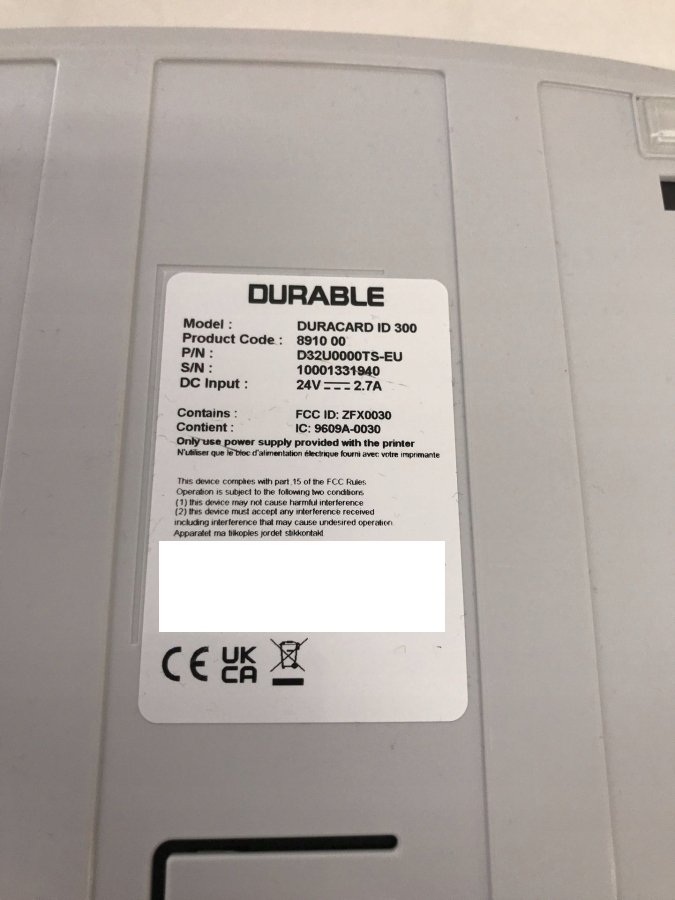 DURABLE
Model : DURACARD ID 300
Product Code : 8910 00
P/N : D32U0000TS-EU
S/N : 10001331940
DC Input : 24V 2.7A
Contains : FCC ID: ZFX0030
Contient : IC: 9609A-0030
Only use power supply provided with the printer
N'utiliser que le bloc d'alimentation électrique fourni avec votre imprimante
This device complies with part 15 of the FCC Rules
Operation is subject to the following two conditions
(1) this device may not cause harmful interference
(2) this device must accept any interference received
including interference that may cause undesired operation
Apparatet ma tilkoples jordet stikkontakt
CE UK
CA